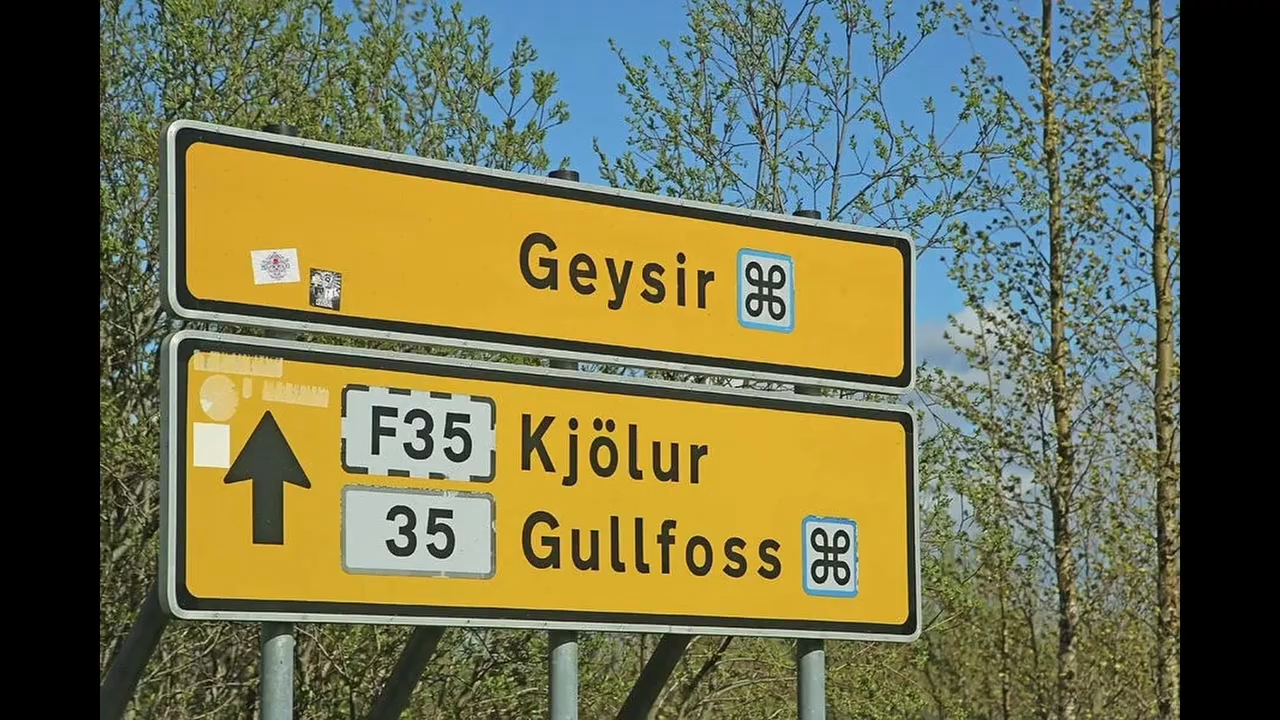 Geysir ⌘
F35 Kjölur
35 Gullfoss ⌘